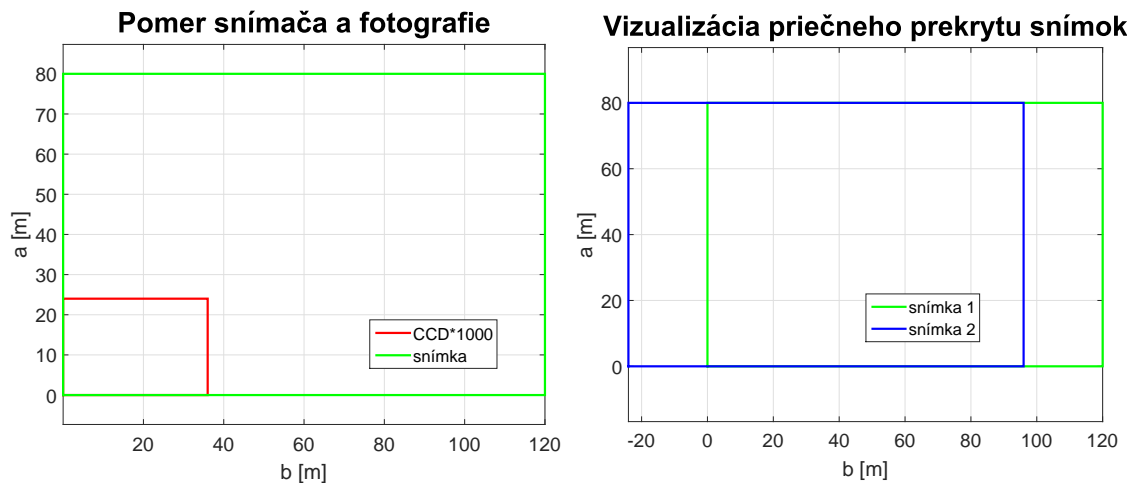 Pomer snímača a fotografie
80
70
60
50
40
30
20
10
0
a [m]
20 40 60 80 100 120
b [m]
CCD*1000
snímka
Vizualizácia priečneho prekrytu snímok
80
60
40
20
0
a [m]
-20 0 20 40 60 80 100 120
b [m]
snímka 1
snímka 2